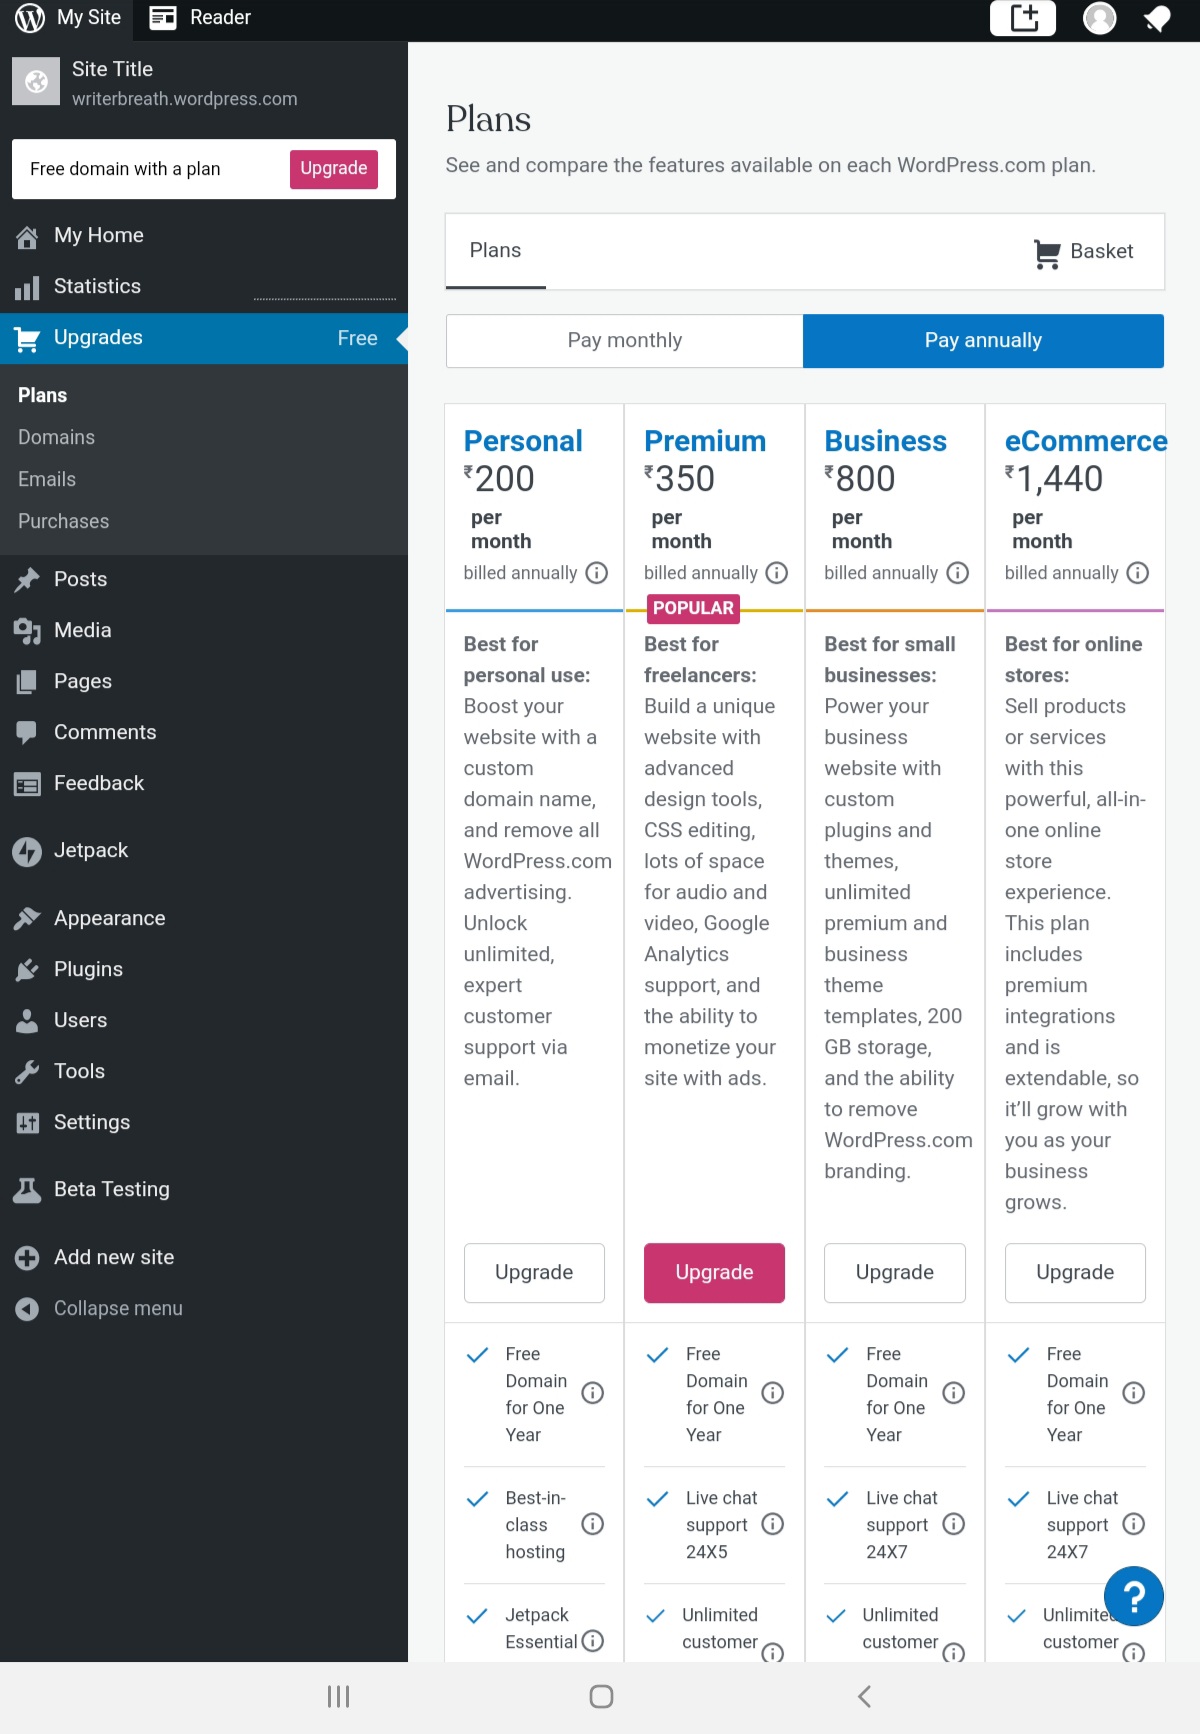 My Site
Reader
Site Title
writerbreath.wordpress.com
Free domain with a plan
Upgrade
My Home
Statistics
Upgrades
Free
Plans
Domains
Emails
Purchases
Posts
Media
Pages
Comments
Feedback
Jetpack
Appearance
Plugins
Users
Tools
Settings
Beta Testing
Add new site
Collapse menu
Plans
See and compare the features available on each WordPress.com plan.
Plans
Basket
Pay monthly
Pay annually
Personal
₹200
per
month
billed annually
Best for
personal use:
Boost your
website with a
custom
domain name,
and remove all
WordPress.com
advertising.
Unlock
unlimited,
expert
customer
support via
email.
Upgrade
Free
Domain
for One
Year
Best-in-
class
hosting
Jetpack
Essential
Premium
₹350
per
month
billed annually
POPULAR
Best for
freelancers:
Build a unique
website with
advanced
design tools,
CSS editing,
lots of space
for audio and
video, Google
Analytics
support, and
the ability to
monetize your
site with ads.
Upgrade
Free
Domain
for One
Year
Live chat
support
24X5
Unlimited
customer
Business
₹800
per
month
billed annually
Best for small
businesses:
Power your
business
website with
custom
plugins and
themes,
unlimited
premium and
business
theme
templates, 200
GB storage,
and the ability
to remove
WordPress.com
branding.
Upgrade
Free
Domain
for One
Year
Live chat
support
24X7
Unlimited
customer
eCommerce
₹1,440
per
month
billed annually
Best for online
stores:
Sell products
or services
with this
powerful, all-in-
one online
store
experience.
This plan
includes
premium
integrations
and is
extendable, so
it’ll grow with
you as your
business
grows.
Upgrade
Free
Domain
for One
Year
Live chat
support
24X7
Unlimited
customer
?